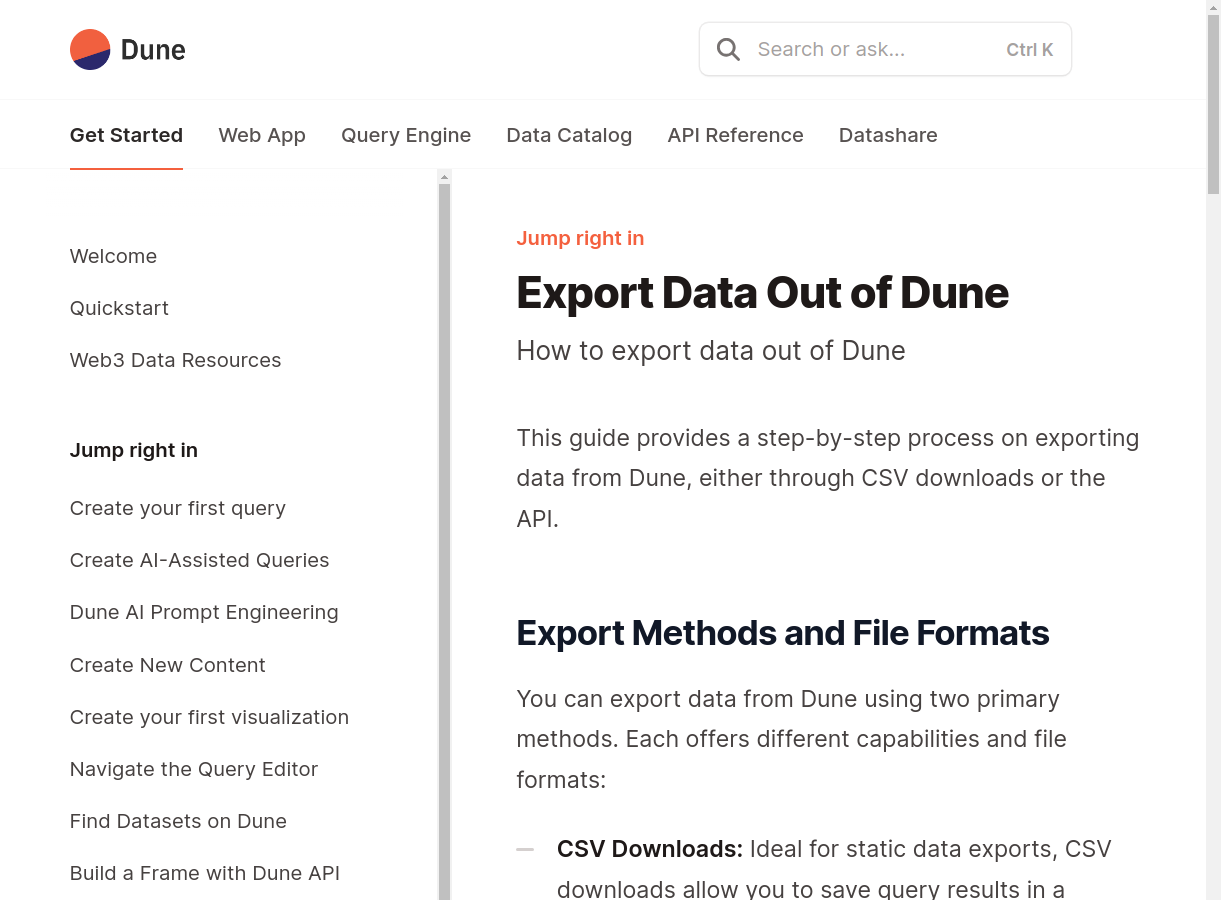 Dune
Search or ask...
Ctrl K
Get Started
Web App
Query Engine
Data Catalog
API Reference
Datashare
Welcome
Quickstart
Web3 Data Resources
Jump right in
Create your first query
Create AI-Assisted Queries
Dune AI Prompt Engineering
Create New Content
Create your first visualization
Navigate the Query Editor
Find Datasets on Dune
Build a Frame with Dune API
Jump right in
Export Data Out of Dune
How to export data out of Dune
This guide provides a step-by-step process on exporting
data from Dune, either through CSV downloads or the
API.
Export Methods and File Formats
You can export data from Dune using two primary
methods. Each offers different capabilities and file
formats:
CSV Downloads: Ideal for static data exports, CSV
downloads allow you to save query results in a